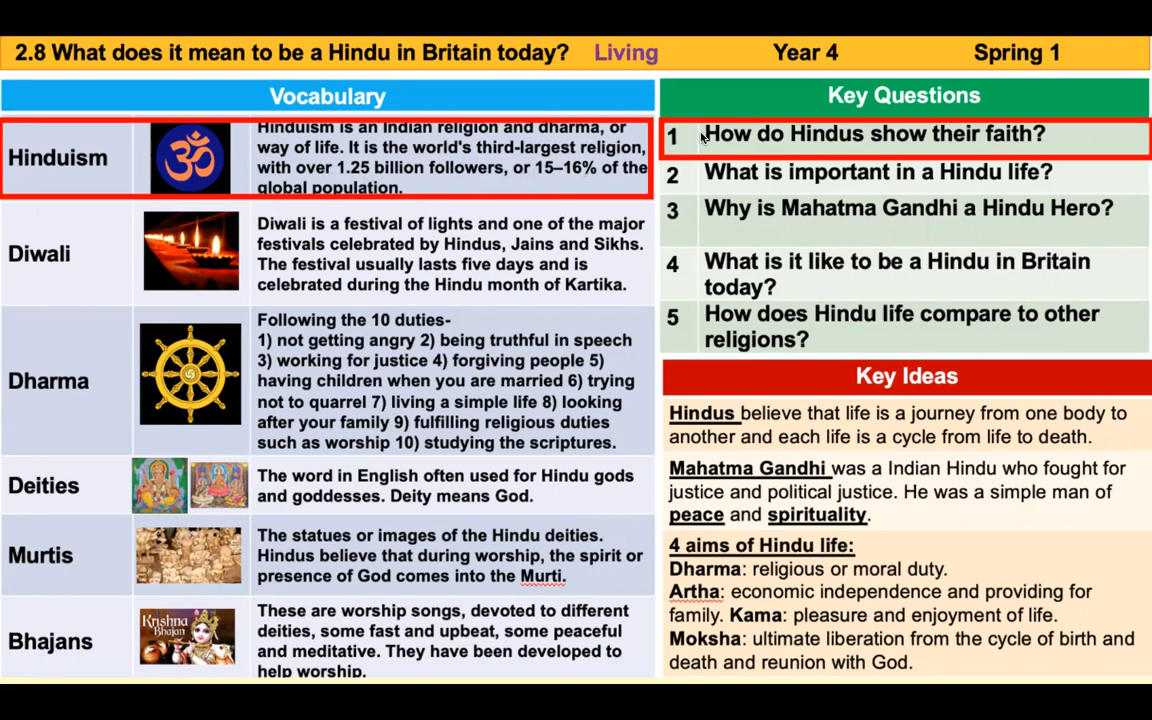 2.8 What does it mean to be a Hindu in Britain today? Living Year 4 Spring 1
Vocabulary
Hinduism
Hinduism is an Indian religion and dharma, or
way of life. It is the world's third-largest religion,
with over 1.25 billion followers, or 15–16% of the
global population.
Diwali
Diwali is a festival of lights and one of the major
festivals celebrated by Hindus, Jains and Sikhs.
The festival usually lasts five days and is
celebrated during the Hindu month of Kartika.
Dharma
Following the 10 duties-
1) not getting angry 2) being truthful in speech
3) working for justice 4) forgiving people 5)
having children when you are married 6) trying
not to quarrel 7) living a simple life 8) looking
after your family 9) fulfilling religious duties
such as worship 10) studying the scriptures.
Deities
The word in English often used for Hindu gods
and goddesses. Deity means God.
Murtis
The statues or images of the Hindu deities.
Hindus believe that during worship, the spirit or
presence of God comes into the Murti.
Bhajans
Krishna
Bhajan
These are worship songs, devoted to different
deities, some fast and upbeat, some peaceful
and meditative. They have been developed to
help worship.
Key Questions
1 How do Hindus show their faith?
2 What is important in a Hindu life?
3 Why is Mahatma Gandhi a Hindu Hero?
4 What is it like to be a Hindu in Britain
today?
5 How does Hindu life compare to other
religions?
Key Ideas
Hindus believe that life is a journey from one body to
another and each life is a cycle from life to death.
Mahatma Gandhi was a Indian Hindu who fought for
justice and political justice. He was a simple man of
peace and spirituality.
4 aims of Hindu life:
Dharma: religious or moral duty.
Artha: economic independence and providing for
family. Kama: pleasure and enjoyment of life.
Moksha: ultimate liberation from the cycle of birth and
death and reunion with God.
ॐ